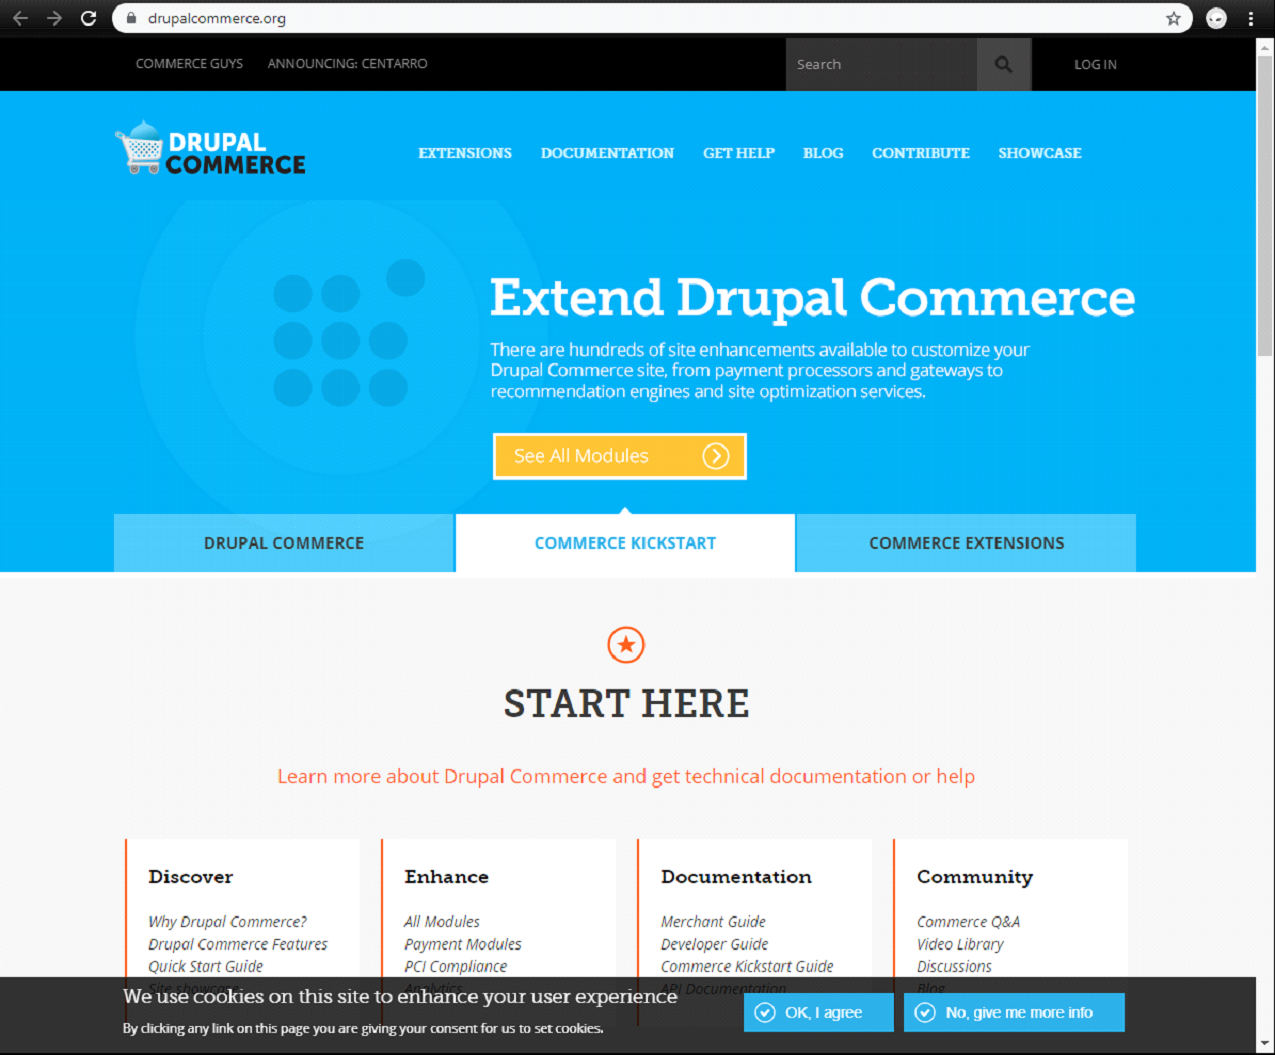 drupalcommerce.org
COMMERCE GUYS ANNOUNCING: CENTARRO Search LOG IN
DRUPAL
COMMERCE
EXTENSIONS DOCUMENTATION GET HELP BLOG CONTRIBUTE SHOWCASE
Extend Drupal Commerce
There are hundreds of site enhancements available to customize your
Drupal Commerce site, from payment processors and gateways to
recommendation engines and site optimization services.
See All Modules
DRUPAL COMMERCE COMMERCE KICKSTART COMMERCE EXTENSIONS
START HERE
Learn more about Drupal Commerce and get technical documentation or help
Discover
Why Drupal Commerce?
Drupal Commerce Features
Quick Start Guide
Site showcase
Enhance
All Modules
Payment Modules
PCI Compliance
Analytics
Documentation
Merchant Guide
Developer Guide
Commerce Kickstart Guide
API Documentation
Community
Commerce Q&A
Video Library
Discussions
Blog
We use cookies on this site to enhance your user experience
By clicking any link on this page you are giving your consent for us to set cookies.
OK, I agree
No, give me more info